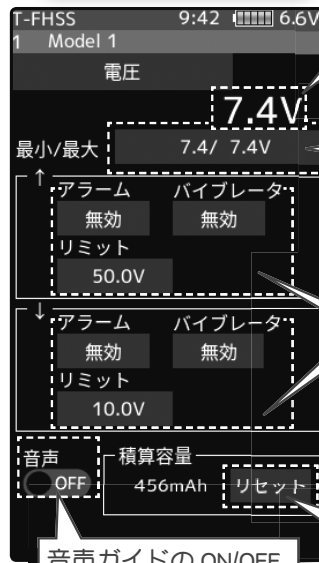 T-FHSS 9:42 6.6V
1 Model 1
電圧
7.4V
最小/最大 7.4/ 7.4V
↑
アラーム バイブレータ
無効 無効
リミット
50.0V
↓
アラーム バイブレータ
無効 無効
リミット
10.0V
音声 積算容量
OFF 456mAh リセット
音声ガイドの ON/OFF